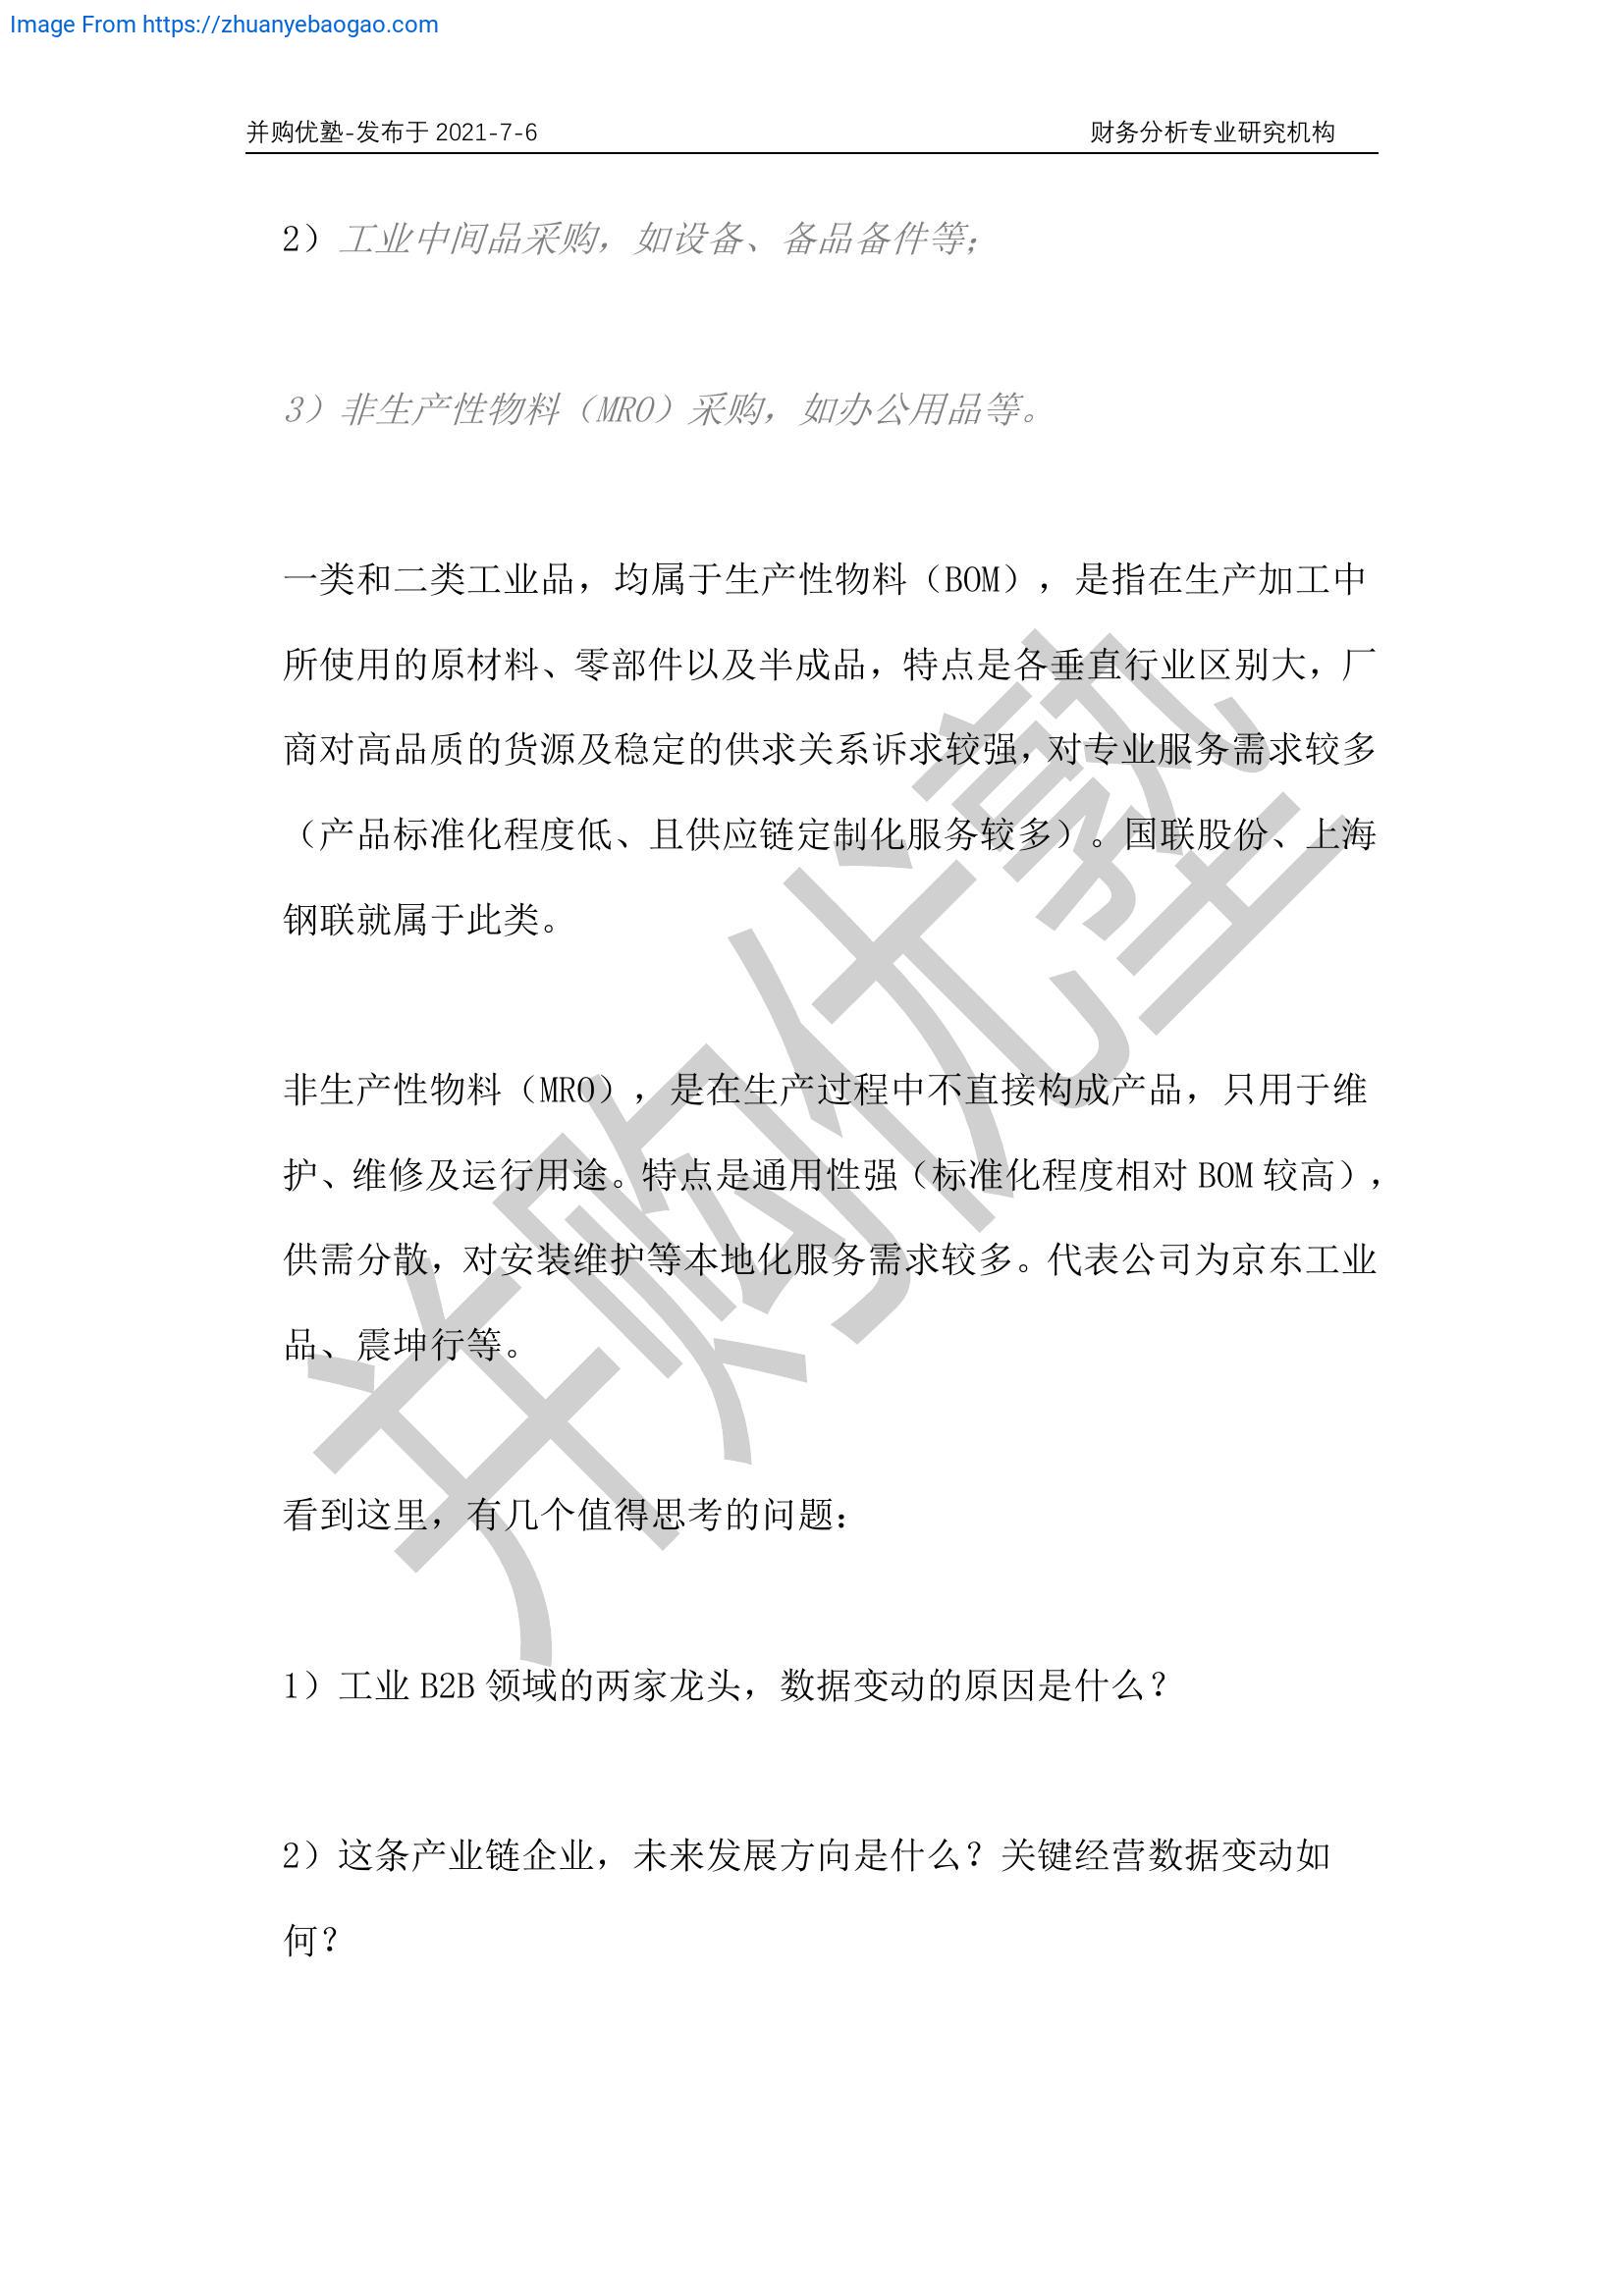 Image From https://zhuanyebaogao.com
并购优塾-发布于 2021-7-6 财务分析专业研究机构
2）工业中间品采购，如设备、备品备件等；
3）非生产性物料（MRO）采购，如办公用品等。
一类和二类工业品，均属于生产性物料（BOM），是指在生产加工中
所使用的原材料、零部件以及半成品，特点是各垂直行业区别大，厂
商对高品质的货源及稳定的供求关系诉求较强，对专业服务需求较多
（产品标准化程度低、且供应链定制化服务较多）。国联股份、上海
钢联就属于此类。
非生产性物料（MRO），是在生产过程中不直接构成产品，只用于维
护、维修及运行用途。特点是通用性强（标准化程度相对 BOM 较高），
供需分散，对安装维护等本地化服务需求较多。代表公司为京东工业
品、震坤行等。
看到这里，有几个值得思考的问题：
1）工业 B2B 领域的两家龙头，数据变动的原因是什么？
2）这条产业链企业，未来发展方向是什么？关键经营数据变动如
何？
并购优塾